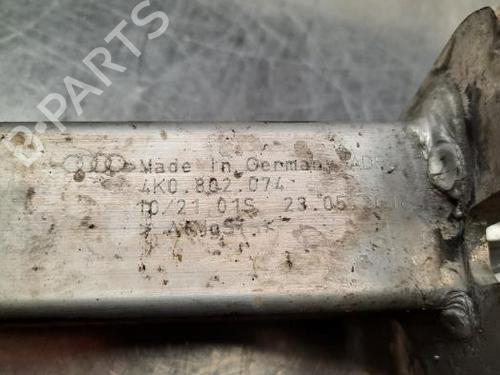 B-PARTS
Made in Germany
4K0.802.074
10/21 01S 23.05.